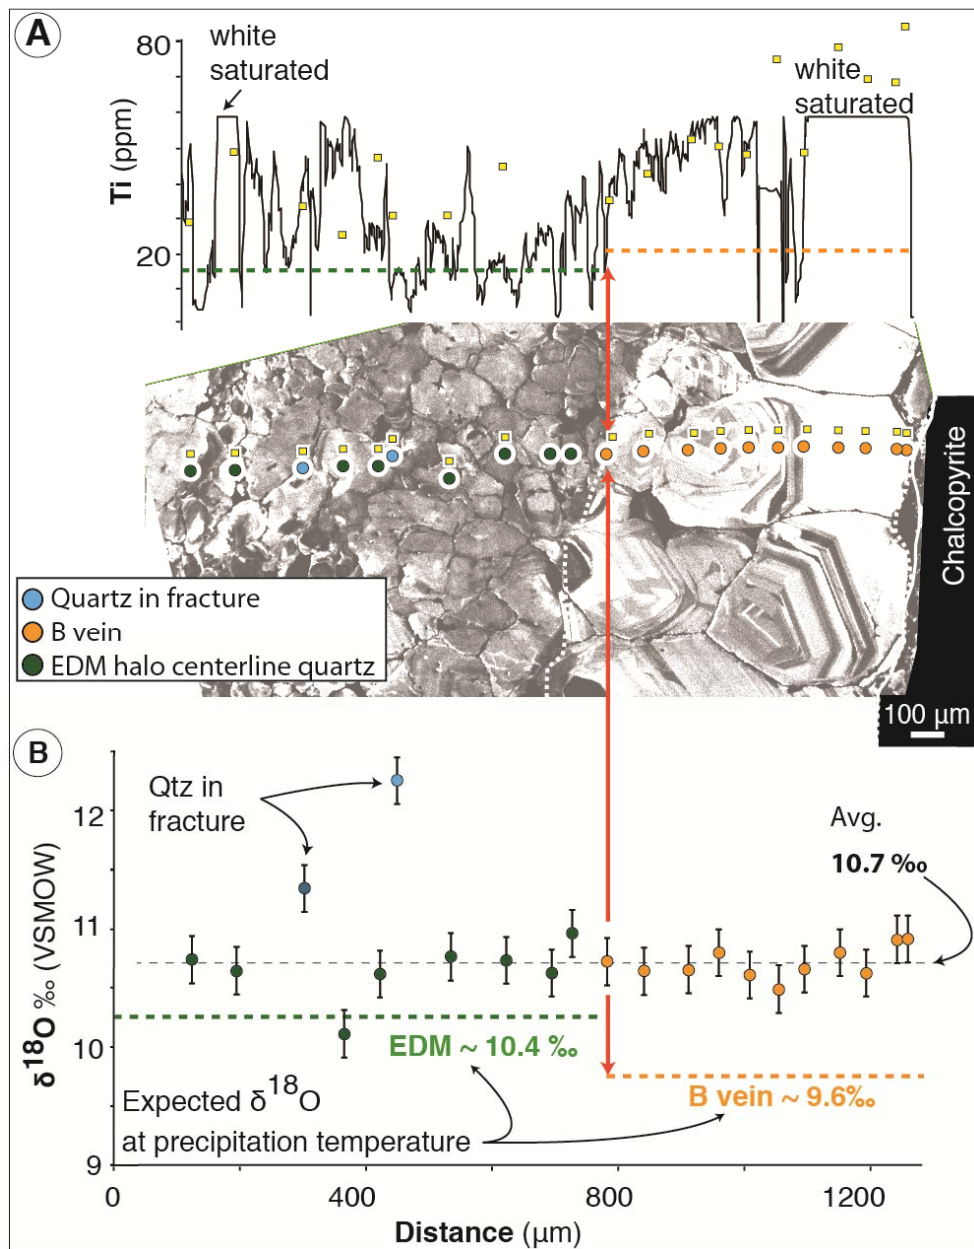 A
80
20
Ti (ppm)
white
saturated
white
saturated
Quartz in fracture
B vein
EDM halo centerline quartz
Chalcopyrite
100 µm
B
δ18O ‰ (VSMOW)
12
11
10
9
Qtz in
fracture
Avg.
10.7 ‰
EDM ~ 10.4 ‰
B vein ~ 9.6‰
Expected δ18O
at precipitation temperature
0
400
800
1200
Distance (µm)